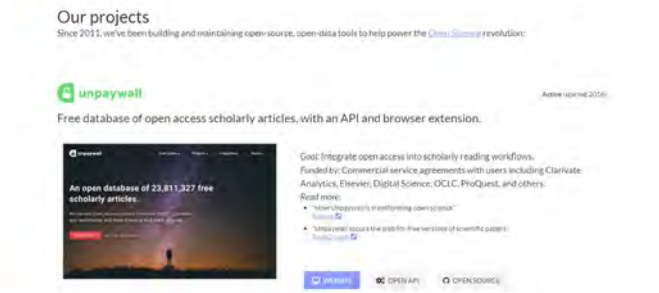 Our projects
Since 2011, we've been building and maintaining open-source, open-data tools to help power the Open Science revolution:
unpaywall
Active (started 2016)
Free database of open access scholarly articles, with an API and browser extension.
unpaywall
An open database of 23,811,327 free
scholarly articles.
Goal: Integrate open access into scholarly reading workflows.
Funded by: Commercial service agreements with users including Clarivate
Analytics, Elsevier, Digital Science, OCLC, ProQuest, and others.
Read more:
"How Unpaywall is transforming open science"
"Unpaywall scours the web for free versions of scientific papers"
WEBSITE
OPEN API
OPEN SOURCE